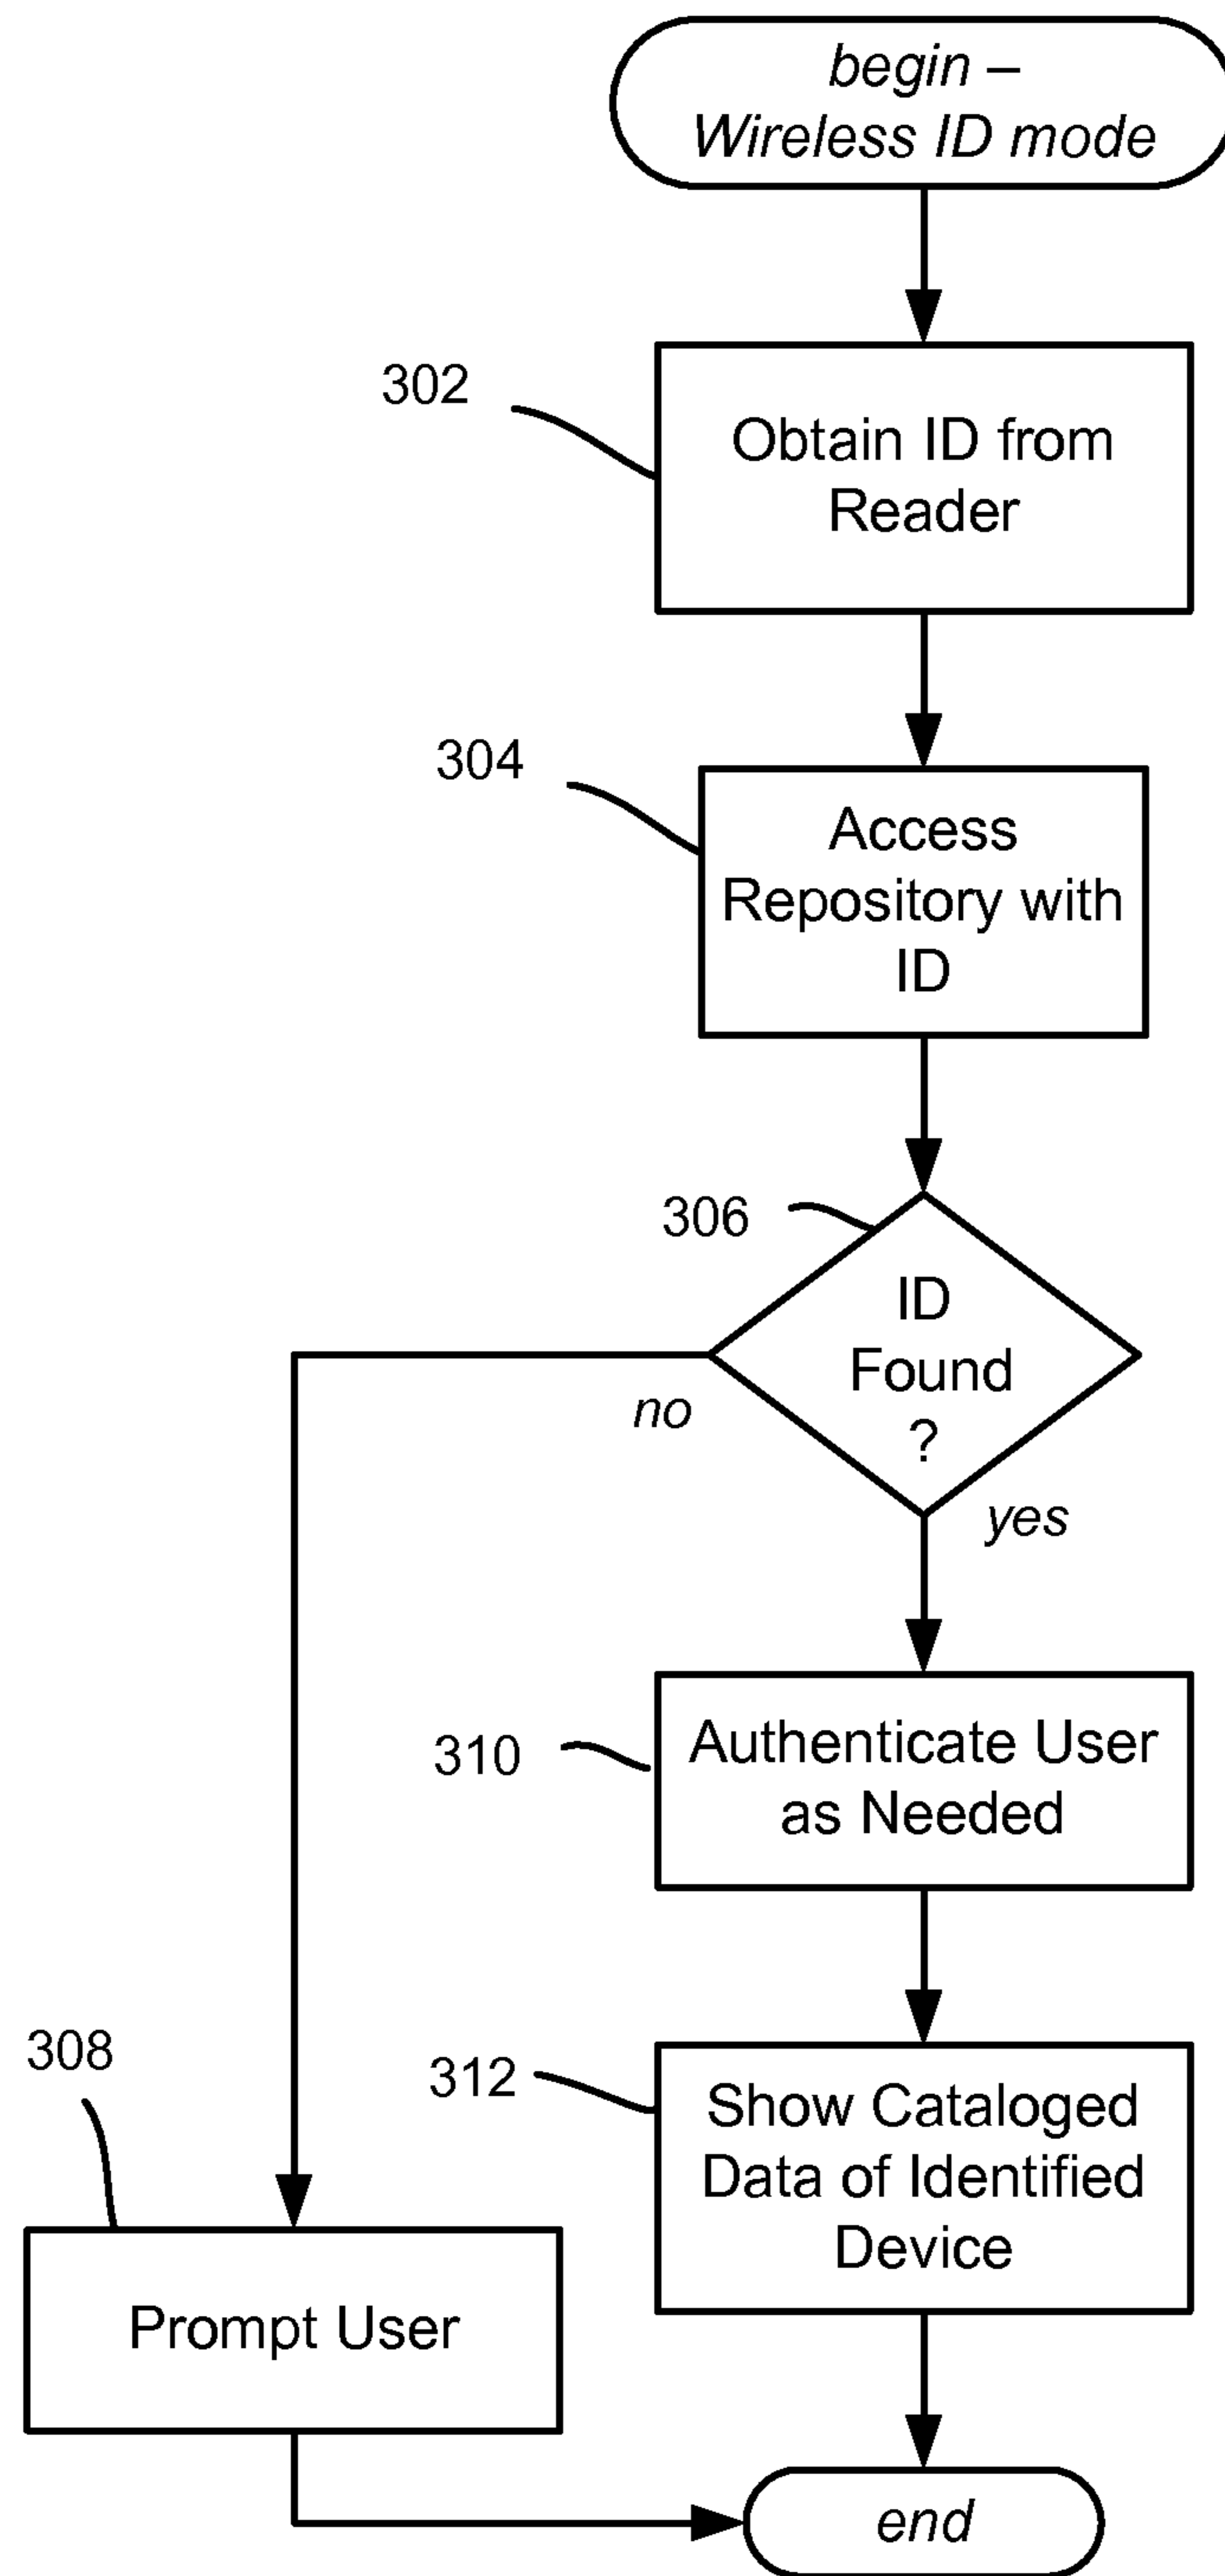 begin –
Wireless ID mode
302
Obtain ID from
Reader
304
Access
Repository with
ID
306
ID
Found
?
no
yes
310
Authenticate User
as Needed
308
312
Show Cataloged
Data of Identified
Device
Prompt User
end